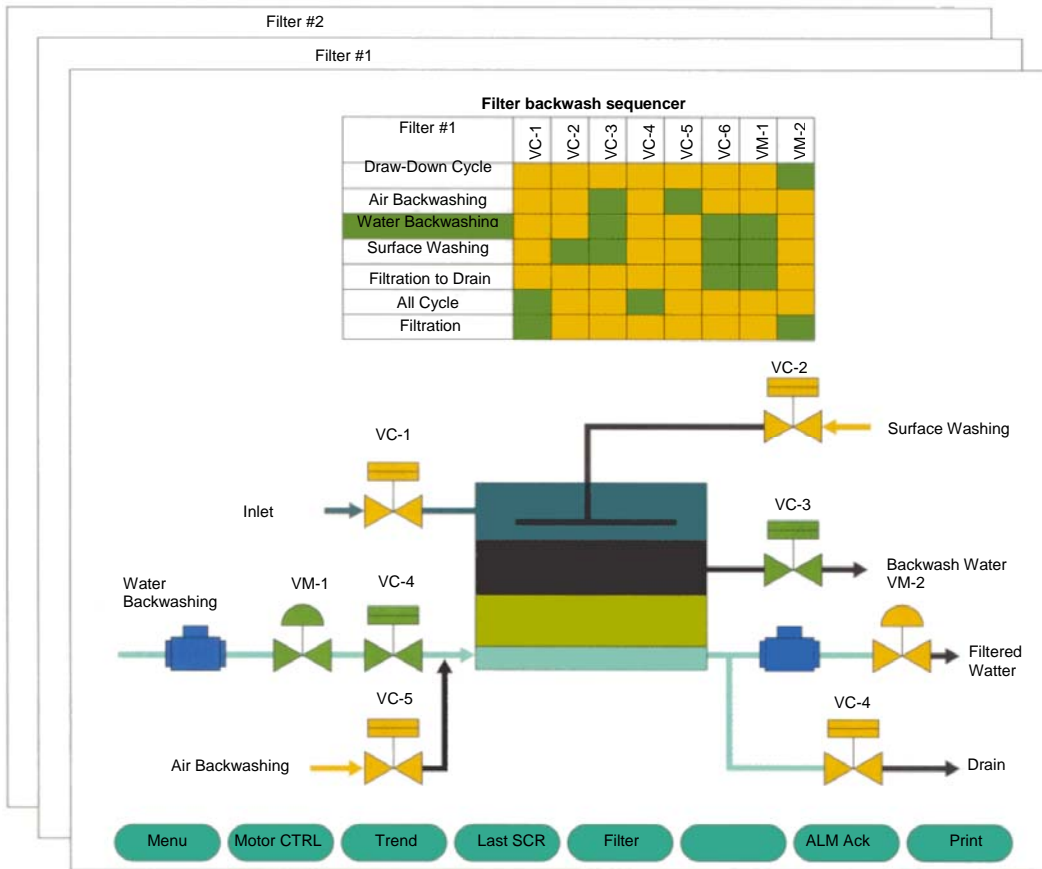 Filter #2
Filter #1
Filter backwash sequencer
Filter #1 VC-1 VC-2 VC-3 VC-4 VC-5 VC-6 VM-1 VM-2
Draw-Down Cycle
Air Backwashing
Water Backwashing
Surface Washing
Filtration to Drain
All Cycle
Filtration
VC-2
Surface Washing
VC-1
Inlet
VC-3
Backwash Water
VM-2
Water
Backwashing
VM-1
VC-4
Filtered
Watter
VC-5
VC-4
Air Backwashing
Drain
Menu
Motor CTRL
Trend
Last SCR
Filter
ALM Ack
Print